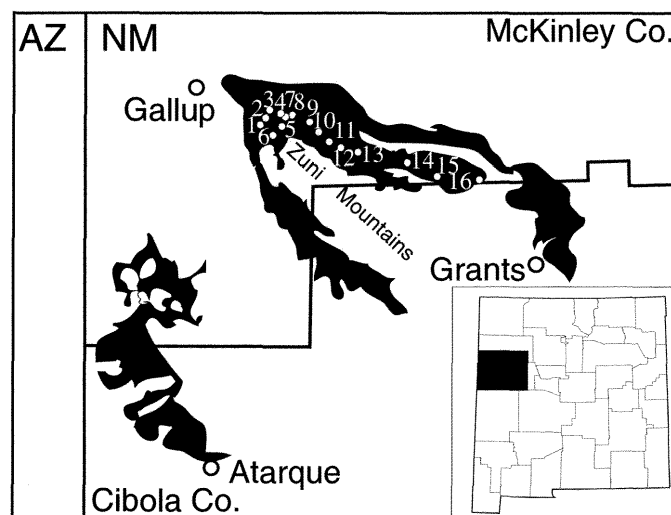 AZ
NM
McKinley Co.
Gallup
1
2
3
4
7
8
9
10
6
5
11
12
13
14
15
16
Zuni
Mountains
Grants
Atarque
Cibola Co.